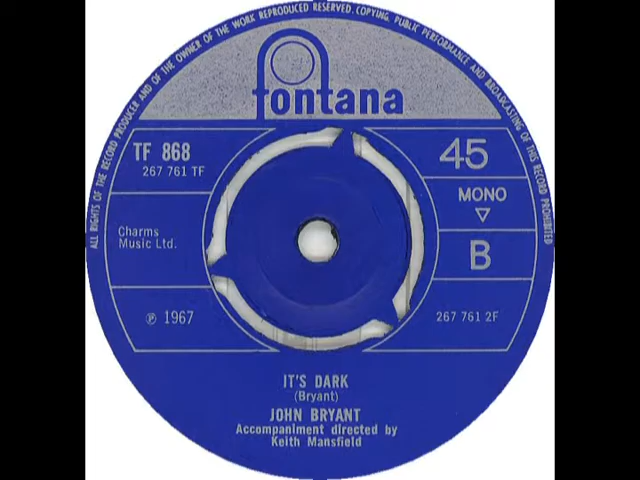 ALL RIGHTS OF THE RECORD PRODUCER AND OF THE OWNER OF THE WORK REPRODUCED RESERVED. COPYING, PUBLIC PERFORMANCE AND BROADCASTING OF THIS RECORD PROHIBITED
fontana
TF 868
267 761 TF
45
MONO
B
Charms
Music Ltd.
℗ 1967
267 761 2F
IT'S DARK
(Bryant)
JOHN BRYANT
Accompaniment directed by
Keith Mansfield